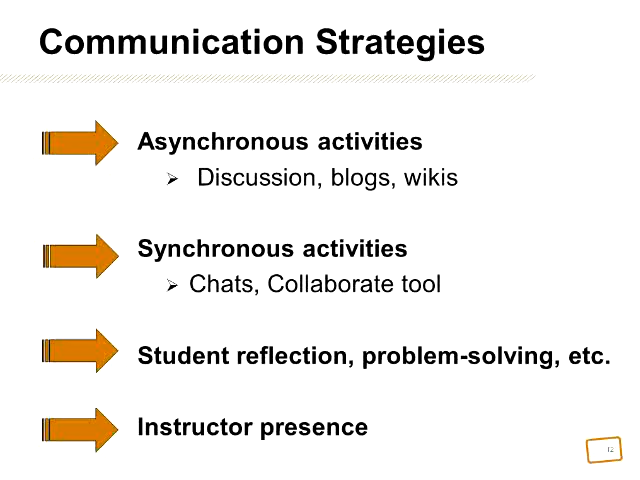 Communication Strategies
Asynchronous activities
Discussion, blogs, wikis
Synchronous activities
Chats, Collaborate tool
Student reflection, problem-solving, etc.
Instructor presence
12